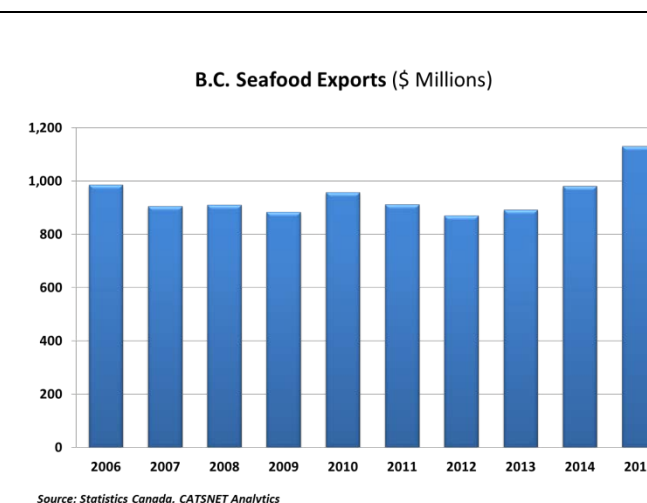 B.C. Seafood Exports ($ Millions)
1,200
1,000
800
600
400
200
0
2006 2007 2008 2009 2010 2011 2012 2013 2014
Source: Statistics Canada, CATSNET Analytics